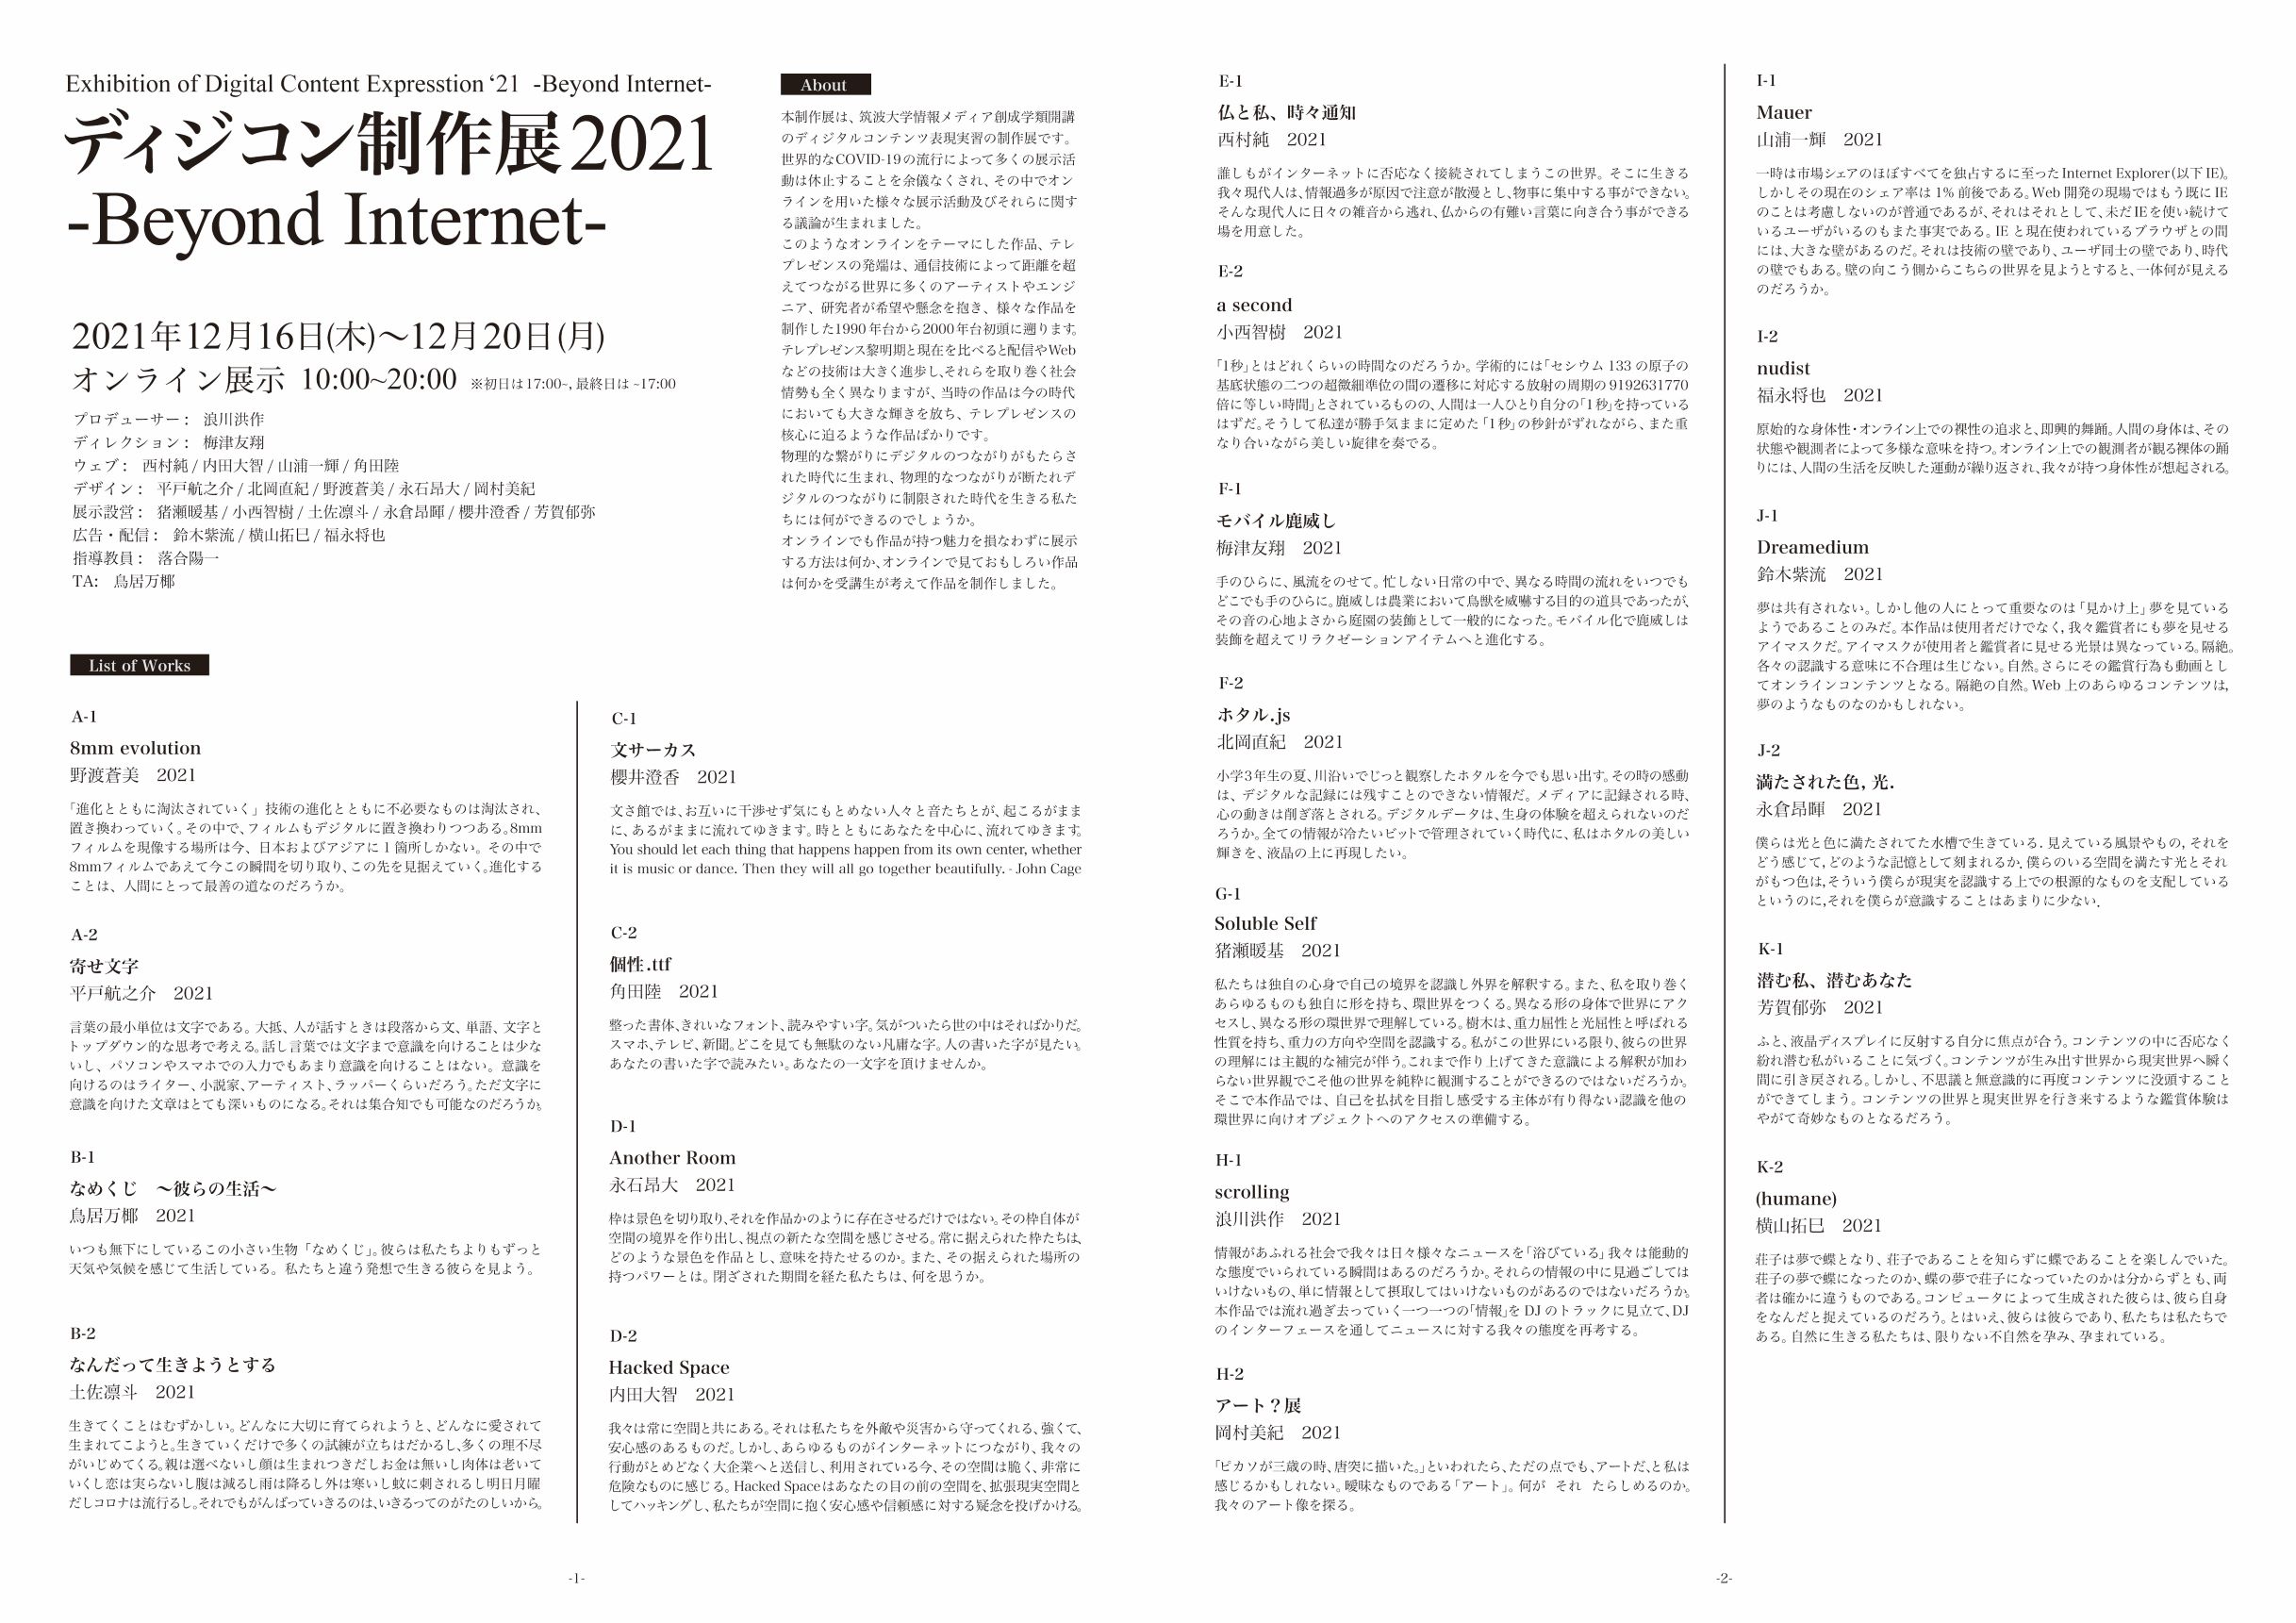 Exhibition of Digital Content Expresstion ‘21 -Beyond Internet-
ディジコン制作展2021
-Beyond Internet-
2021年12月16日(木)～12月20日(月)
オンライン展示 10:00~20:00 ※初日は17:00~, 最終日は ~17:00
プロデューサー： 浪川洪作
ディレクション： 梅津友翔
ウェブ： 西村純 / 内田大智 / 山浦一輝 / 角田陸
デザイン： 平戸航之介 / 北岡直紀 / 野渡蒼美 / 永石昂大 / 岡村美紀
展示設営： 猪瀬暖基 / 小西智樹 / 土佐凛斗 / 永倉昂暉 / 櫻井澄香 / 芳賀郁弥
広告・配信： 鈴木紫流 / 横山拓巳 / 福永将也
指導教員： 落合陽一
TA: 鳥居万椰
About
本制作展は、筑波大学情報メディア創成学類開講
のディジタルコンテンツ表現実習の制作展です。
世界的なCOVID-19の流行によって多くの展示活
動は休止することを余儀なくされ、その中でオン
ラインを用いた様々な展示活動及びそれらに関す
る議論が生まれました。
このようなオンラインをテーマにした作品、テレ
プレゼンスの発端は、通信技術によって距離を超
えてつながる世界に多くのアーティストやエンジ
ニア、研究者が希望や懸念を抱き、様々な作品を
制作した1990年台から2000年台初頭に遡ります。
テレプレゼンス黎明期と現在を比べると配信やWeb
などの技術は大きく進歩し、それらを取り巻く社会
情勢も全く異なりますが、当時の作品は今の時代
においても大きな輝きを放ち、テレプレゼンスの
核心に迫るような作品ばかりです。
物理的な繋がりにデジタルのつながりがもたらさ
れた時代に生まれ、物理的なつながりが断たれデ
ジタルのつながりに制限された時代を生きる私た
ちには何ができるのでしょうか。
オンラインでも作品が持つ魅力を損なわずに展示
する方法は何か、オンラインで見ておもしろい作品
は何かを受講生が考えて作品を制作しました。
List of Works
A-1
8mm evolution
野渡蒼美 2021
「進化とともに淘汰されていく」技術の進化とともに不必要なものは淘汰され、
置き換わっていく。その中で、フィルムもデジタルに置き換わりつつある。8mm
フィルムを現像する場所は今、日本およびアジアに1箇所しかない。その中で
8mmフィルムであえて今この瞬間を切り取り、この先を見据えていく。進化する
ことは、人間にとって最善の道なのだろうか。
A-2
寄せ文字
平戸航之介 2021
言葉の最小単位は文字である。大抵、人が話すときは段落から文、単語、文字と
トップダウン的な思考で考える。話し言葉では文字まで意識を向けることは少な
いし、パソコンやスマホでの入力でもあまり意識を向けることはない。意識を
向けるのはライター、小説家、アーティスト、ラッパーくらいだろう。ただ文字に
意識を向けた文章はとても深いものになる。それは集合知でも可能なのだろうか。
B-1
なめくじ ～彼らの生活～
鳥居万椰 2021
いつも無下にしているこの小さい生物「なめくじ」。彼らは私たちよりもずっと
天気や気候を感じて生活している。私たちと違う発想で生きる彼らを見よう。
B-2
なんだって生きようとする
土佐凛斗 2021
生きてくことはむずかしい。どんなに大切に育てられようと、どんなに愛されて
生まれてこようと。生きていくだけで多くの試練が立ちはだかるし、多くの理不尽
がいじめてくる。親は選べないし顔は生まれつきだしお金は無いし肉体は老いて
いくし恋は実らないし腹は減るし雨は降るし外は寒いし蚊に刺されるし明日月曜
だしコロナは流行るし。それでもがんばっていきるのは、いきるってのがたのしいから。
C-1
文サーカス
櫻井澄香 2021
文さ館では、お互いに干渉せず気にもとめない人々と音たちとが、起こるがまま
に、あるがままに流れてゆきます。時とともにあなたを中心に、流れてゆきます。
You should let each thing that happens happen from its own center, whether
it is music or dance. Then they will all go together beautifully. - John Cage
C-2
個性.ttf
角田陸 2021
整った書体、きれいなフォント、読みやすい字。気がついたら世の中はそればかりだ。
スマホ、テレビ、新聞。どこを見ても無駄のない凡庸な字。人の書いた字が見たい。
あなたの書いた字で読みたい。あなたの一文字を頂けませんか。
D-1
Another Room
永石昂大 2021
枠は景色を切り取り、それを作品かのように存在させるだけではない。その枠自体が
空間の境界を作り出し、視点の新たな空間を感じさせる。常に据えられた枠たちは、
どのような景色を作品とし、意味を持たせるのか。また、その据えられた場所の
持つパワーとは。閉ざされた期間を経た私たちは、何を思うか。
D-2
Hacked Space
内田大智 2021
我々は常に空間と共にある。それは私たちを外敵や災害から守ってくれる、強くて、
安心感のあるものだ。しかし、あらゆるものがインターネットにつながり、我々の
行動がとめどなく大企業へと送信し、利用されている今、その空間は脆く、非常に
危険なものに感じる。Hacked Spaceはあなたの目の前の空間を、拡張現実空間と
してハッキングし、私たちが空間に抱く安心感や信頼感に対する疑念を投げかける。
-1-
E-1
仏と私、時々通知
西村純 2021
誰しもがインターネットに否応なく接続されてしまうこの世界。そこに生きる
我々現代人は、情報過多が原因で注意が散漫とし、物事に集中する事ができない。
そんな現代人に日々の雑音から逃れ、仏からの有難い言葉に向き合う事ができる
場を用意した。
E-2
a second
小西智樹 2021
「1秒」とはどれくらいの時間なのだろうか。学術的には「セシウム 133 の原子の
基底状態の二つの超微細準位の間の遷移に対応する放射の周期の 9192631770
倍に等しい時間」とされているものの、人間は一人ひとり自分の「1秒」を持っている
はずだ。そうして私達が勝手気ままに定めた「1秒」の秒針がずれながら、また重
なり合いながら美しい旋律を奏でる。
F-1
モバイル鹿威し
梅津友翔 2021
手のひらに、風流をのせて。忙しない日常の中で、異なる時間の流れをいつでも
どこでも手のひらに。鹿威しは農業において鳥獣を威嚇する目的の道具であったが、
その音の心地よさから庭園の装飾として一般的になった。モバイル化で鹿威しは
装飾を超えてリラクゼーションアイテムへと進化する。
F-2
ホタル.js
北岡直紀 2021
小学3年生の夏、川沿いでじっと観察したホタルを今でも思い出す。その時の感動
は、デジタルな記録には残すことのできない情報だ。メディアに記録される時、
心の動きは削ぎ落とされる。デジタルデータは、生身の体験を超えられないのだ
ろうか。全ての情報が冷たいビットで管理されていく時代に、私はホタルの美しい
輝きを、液晶の上に再現したい。
G-1
Soluble Self
猪瀬暖基 2021
私たちは独自の心身で自己の境界を認識し外界を解釈する。また、私を取り巻く
あらゆるものも独自に形を持ち、環世界をつくる。異なる形の身体で世界にアク
セスし、異なる形の環世界で理解している。樹木は、重力屈性と光屈性と呼ばれる
性質を持ち、重力の方向や空間を認識する。私がこの世界にいる限り、彼らの世界
の理解には主観的な補完が伴う。これまで作り上げてきた意識による解釈が加わ
らない世界観でこそ他の世界を純粋に観測することができるのではないだろうか。
そこで本作品では、自己を払拭を目指し感受する主体が有り得ない認識を他の
環世界に向けオブジェクトへのアクセスの準備する。
H-1
scrolling
浪川洪作 2021
情報があふれる社会で我々は日々様々なニュースを「浴びている」我々は能動的
な態度でいられている瞬間はあるのだろうか。それらの情報の中に見過ごしては
いけないもの、単に情報として摂取してはいけないものがあるのではないだろうか。
本作品では流れ過ぎ去っていく一つ一つの「情報」を DJ のトラックに見立て、DJ
のインターフェースを通してニュースに対する我々の態度を再考する。
H-2
アート？展
岡村美紀 2021
「ピカソが三歳の時、唐突に描いた。」といわれたら、ただの点でも、アートだ、と私は
感じるかもしれない。曖昧なものである「アート」。何が それ たらしめるのか。
我々のアート像を探る。
I-1
Mauer
山浦一輝 2021
一時は市場シェアのほぼすべてを独占するに至った Internet Explorer(以下 IE)。
しかしその現在のシェア率は 1% 前後である。Web 開発の現場ではもう既に IE
のことは考慮しないのが普通であるが、それはそれとして、未だIEを使い続けて
いるユーザがいるのもまた事実である。IE と現在使われているブラウザとの間
には、大きな壁があるのだ。それは技術の壁であり、ユーザ同士の壁であり、時代
の壁でもある。壁の向こう側からこちらの世界を見ようとすると、一体何が見える
のだろうか。
I-2
nudist
福永将也 2021
原始的な身体性・オンライン上での裸性の追求と、即興的舞踊。人間の身体は、その
状態や観測者によって多様な意味を持つ。オンライン上での観測者が観る裸体の踊
りには、人間の生活を反映した運動が繰り返され、我々が持つ身体性が想起される。
J-1
Dreamedium
鈴木紫流 2021
夢は共有されない。しかし他の人にとって重要なのは「見かけ上」夢を見ている
ようであることのみだ。本作品は使用者だけでなく，我々鑑賞者にも夢を見せる
アイマスクだ。アイマスクが使用者と鑑賞者に見せる光景は異なっている。隔絶。
各々の認識する意味に不合理は生じない。自然。さらにその鑑賞行為も動画とし
てオンラインコンテンツとなる。隔絶の自然。Web 上のあらゆるコンテンツは，
夢のようなものなのかもしれない。
J-2
満たされた色，光．
永倉昂暉 2021
僕らは光と色に満たされてた水槽で生きている．見えている風景やもの，それを
どう感じて，どのような記憶として刻まれるか．僕らのいる空間を満たす光とそれ
がもつ色は，そういう僕らが現実を認識する上での根源的なものを支配している
というのに，それを僕らが意識することはあまりに少ない．
K-1
潜む私、潜むあなた
芳賀郁弥 2021
ふと、液晶ディスプレイに反射する自分に焦点が合う。コンテンツの中に否応なく
紛れ潜む私がいることに気づく。コンテンツが生み出す世界から現実世界へ瞬く
間に引き戻される。しかし、不思議と無意識的に再度コンテンツに没頭すること
ができてしまう。コンテンツの世界と現実世界を行き来するような鑑賞体験は
やがて奇妙なものとなるだろう。
K-2
(humane)
横山拓巳 2021
荘子は夢で蝶となり、荘子であることを知らずに蝶であることを楽しんでいた。
荘子の夢で蝶になったのか、蝶の夢で荘子になっていたのかは分からずとも、両
者は確かに違うものである。コンピュータによって生成された彼らは、彼ら自身
をなんだと捉えているのだろう。とはいえ、彼らは彼らであり、私たちは私たちで
ある。自然に生きる私たちは、限りない不自然を孕み、孕まれている。
-2-